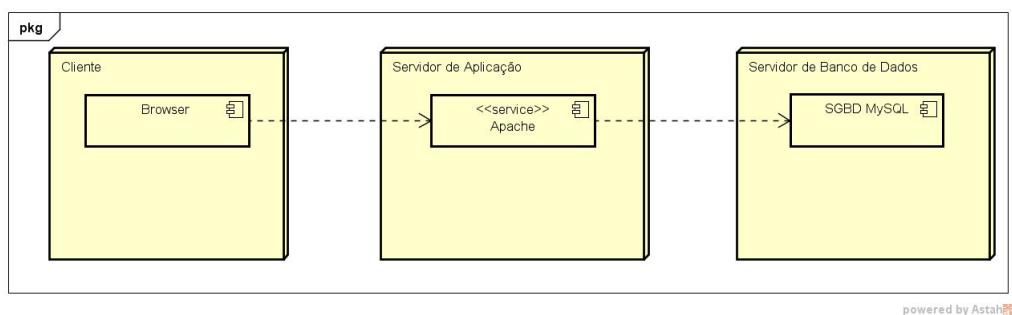 pkg
Cliente
Browser
Servidor de Aplicação
<<service>>
Apache
Servidor de Banco de Dados
SGBD MySQL
powered by Astah